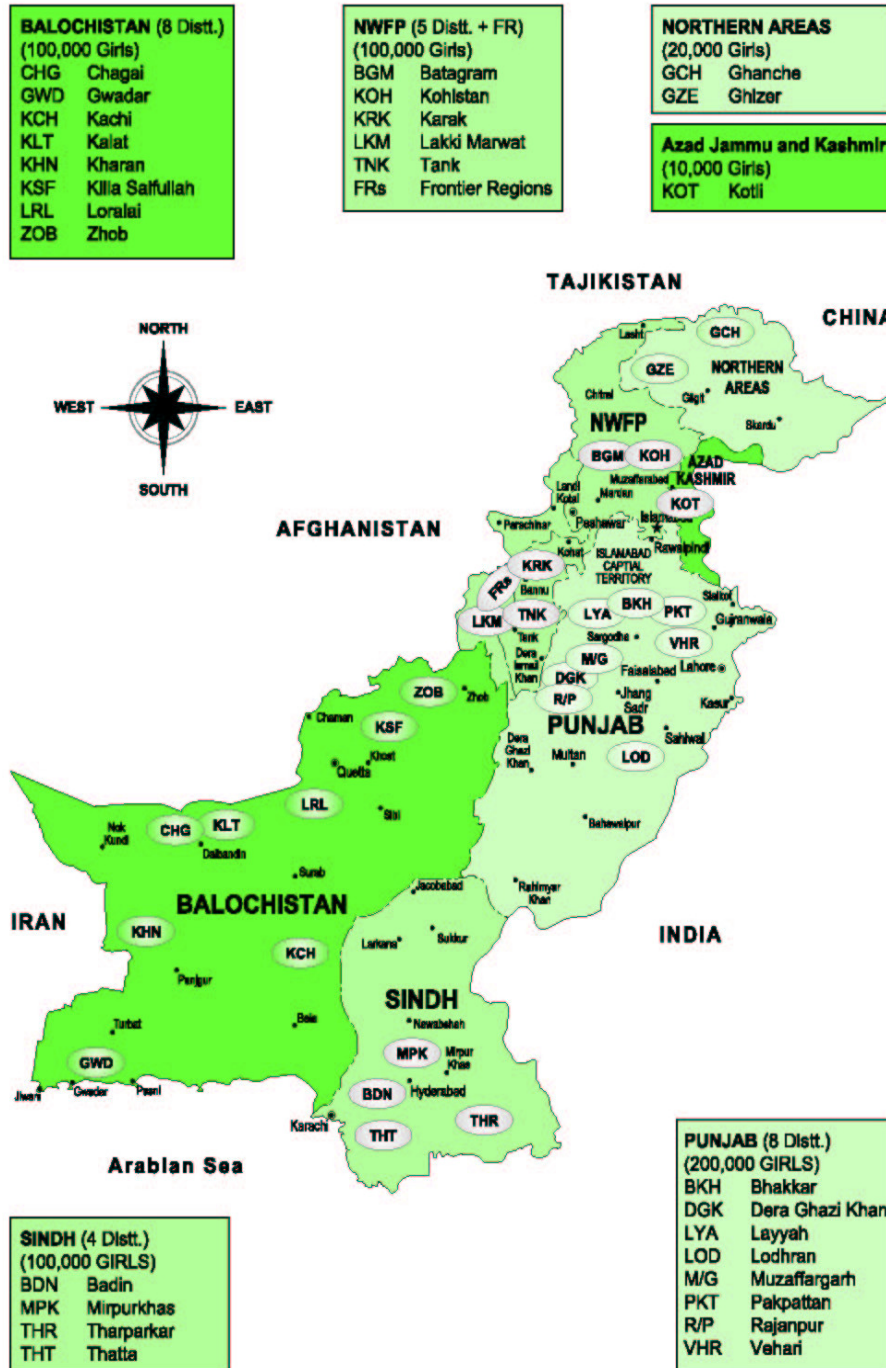 BALOCHISTAN (8 Distt.)
(100,000 Girls)
CHG Chagai
GWD Gwadar
KCH Kachi
KLT Kalat
KHN Kharan
KSF Killa Saifullah
LRL Loralai
ZOB Zhob
NWFP (5 Distt. + FR)
(100,000 Girls)
BGM Batagram
KOH Kohistan
KRK Karak
LKM Lakki Marwat
TNK Tank
FRs Frontier Regions
NORTHERN AREAS
(20,000 Girls)
GCH Ghanche
GZE Ghizer
Azad Jammu and Kashmir
(10,000 Girls)
KOT Kotli
TAJIKISTAN
CHINA
NORTH
WEST
EAST
SOUTH
Lasht
GCH
GZE
NORTHERN
AREAS
Chitral
Gilgit
Skardu
NWFP
BGM
KOH
AZAD
KASHMIR
Muzaffarabad
Landi
Kotal
Mardan
KOT
AFGHANISTAN
Parachinar
Peshawar
Islamabad
Rawalpindi
Kohat
ISLAMABAD
CAPTIAL
TERRITORY
KRK
FRs
Bannu
Sialkot
LKM
TNK
LYA
BKH
PKT
Gujranwala
Tank
Sargodha
VHR
Dera
Ismail
Khan
M/G
DGK
Faisalabad
Lahore
ZOB
Zhob
R/P
Jhang
Sadr
Kasur
Chaman
KSF
PUNJAB
Sahiwal
Dera
Ghazi
Khan
Multan
LOD
Quetta
Khost
LRL
Sibi
Bahawalpur
Nok
Kundi
CHG
KLT
Dalbandin
Surab
Jacobabad
Rahimyar
Khan
BALOCHISTAN
IRAN
KHN
KCH
Larkana
Sukkur
INDIA
Panjgur
SINDH
Turbat
Bela
Nawabshah
GWD
MPK
Mirpur
Khas
Jiwani
Gwadar
Pasni
BDN
Hyderabad
Karachi
THT
THR
Arabian Sea
SINDH (4 Distt.)
(100,000 GIRLS)
BDN Badin
MPK Mirpurkhas
THR Tharparkar
THT Thatta
PUNJAB (8 Distt.)
(200,000 GIRLS)
BKH Bhakkar
DGK Dera Ghazi Khan
LYA Layyah
LOD Lodhran
M/G Muzaffargarh
PKT Pakpattan
R/P Rajanpur
VHR Vehari